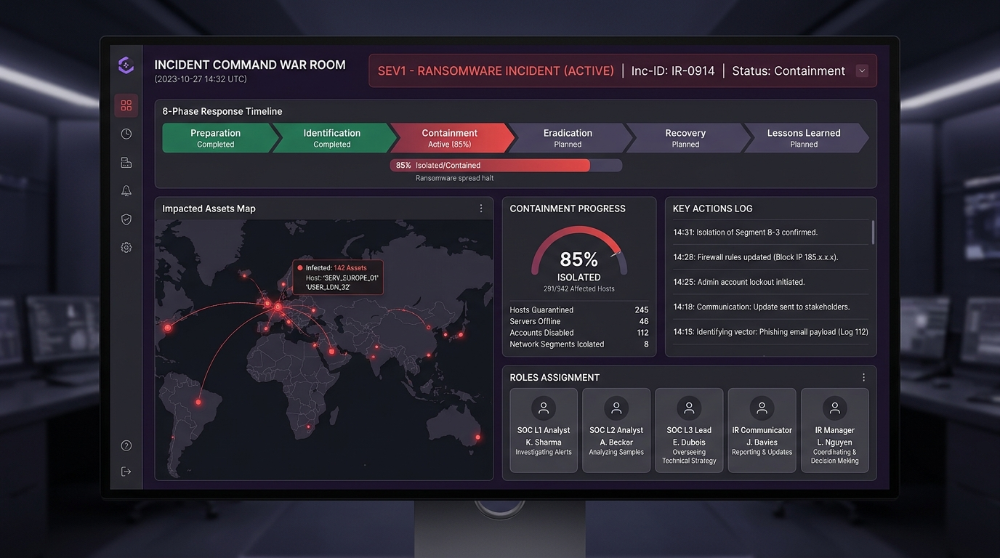 INCIDENT COMMAND WAR ROOM
(2023-10-27 14:32 UTC)
SEV1 - RANSOMWARE INCIDENT (ACTIVE) | Inc-ID: IR-0914 | Status: Containment
8-Phase Response Timeline
Preparation
Completed
Identification
Completed
Containment
Active (85%)
Eradication
Planned
Recovery
Planned
Lessons Learned
Planned
85% Isolated/Contained
Ransomware spread halt
Impacted Assets Map
Infected: 142 Assets
Host: 'SERV_EUROPE_01'
'USER_LDN_32'
CONTAINMENT PROGRESS
85%
ISOLATED
291/342 Affected Hosts
Hosts Quarantined 245
Servers Offline 46
Accounts Disabled 112
Network Segments Icolated 8
KEY ACTIONS LOG
14:31: Isolation of Segment 8-3 confirmed.
14:28: Firewall rules updated (Block IP 185.x.x.x).
14:25: Admin account lockout initiated.
14:18: Communication: Update sent to stakeholders.
14:15: Identifying vector: Phishing email payload (Log 112)
ROLES ASSIGNMENT
SOC L1 Analyst
K. Sharma
Investigating Alerts
SOC L2 Analyst
A. Becker
Analyzing Samples
SOC L3 Lead
E. Dubois
Overseeing
Technical Strategy
IR Communicator
J. Davies
Reporting & Updates
IR Manager
L. Nguyen
Coordinating &
Decision Meking